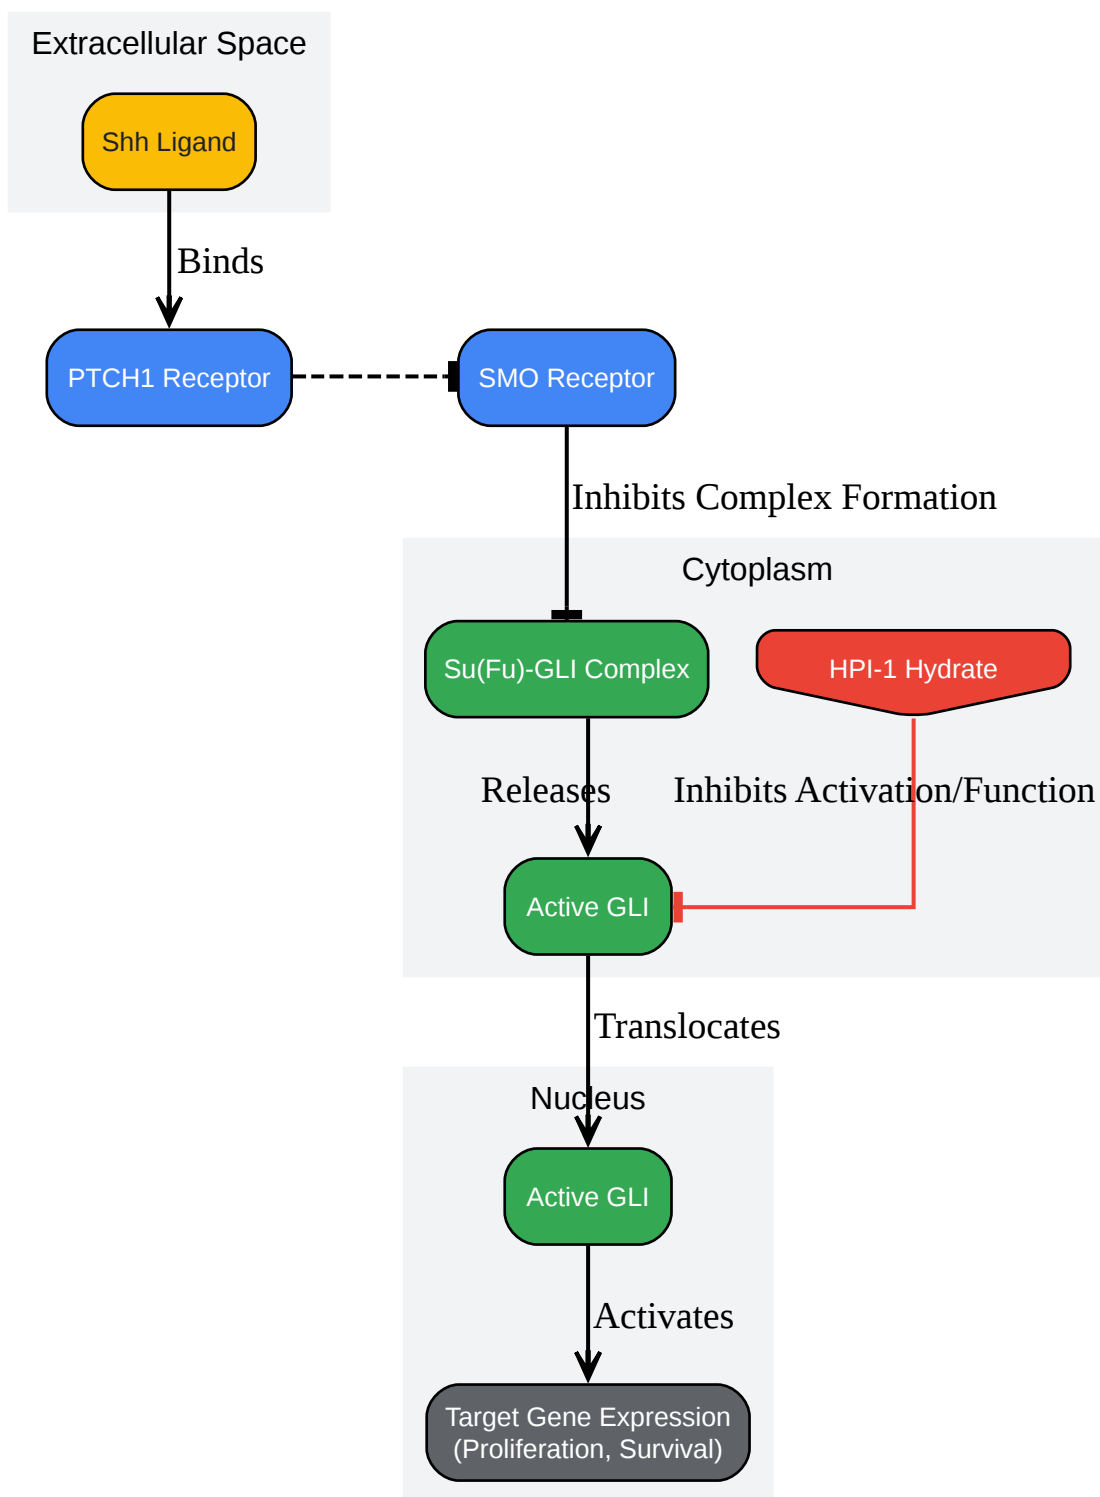 Extracellular Space
Shh Ligand
Binds
PTCH1 Receptor
SMO Receptor
Inhibits Complex Formation
Cytoplasm
Su(Fu)-GLI Complex
HPI-1 Hydrate
Releases
Inhibits Activation/Function
Active GLI
Translocates
Nucleus
Active GLI
Activates
Target Gene Expression
(Proliferation, Survival)